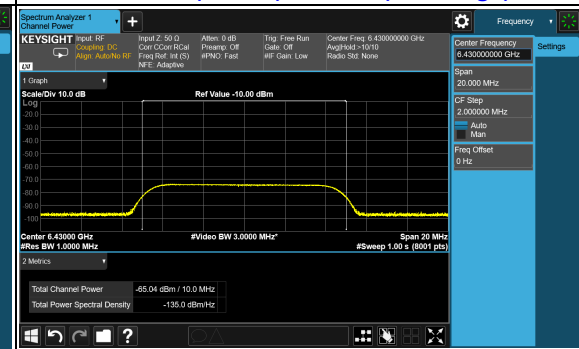 Spectrum Analyzer 1
Channel Power
Frequency
KEYSIGHT
Input: RF
Coupling: DC
Align: Auto/No RF
Input Z: 50 Ω
Corr CCorr RCal
Freq Ref: Int (S)
NFE: Adaptive
Atten: 0 dB
Preamp: Off
#PNO: Fast
Trig: Free Run
Gate: Off
#IF Gain: Low
Center Freq: 6.430000000 GHz
Avg|Hold:>10/10
Radio Std: None
LXI
Center Frequency
6.430000000 GHz
Settings
Span
20.000 MHz
CF Step
2.000000 MHz
Auto
Man
Freq Offset
0 Hz
1 Graph
Scale/Div 10.0 dB
Ref Value -10.00 dBm
Log
-20.0
-30.0
-40.0
-50.0
-60.0
-70.0
-80.0
-90.0
-100
Center 6.43000 GHz
#Video BW 3.0000 MHz*
Span 20 MHz
#Res BW 1.0000 MHz
#Sweep 1.00 s (8001 pts)
2 Metrics
Total Channel Power -65.04 dBm / 10.0 MHz
Total Power Spectral Density -135.0 dBm/Hz
?